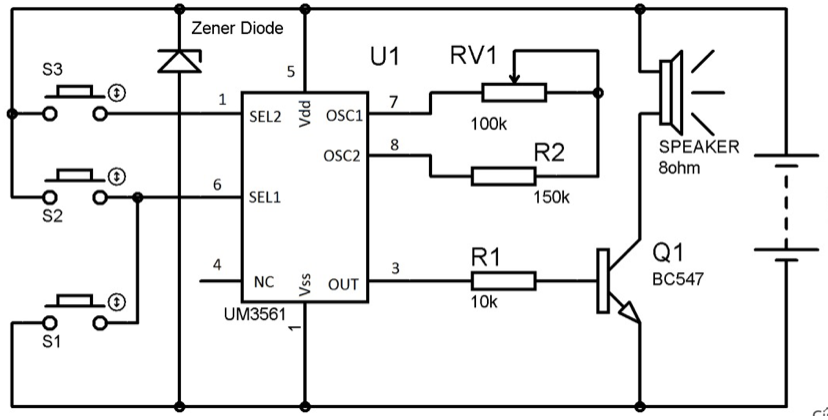 Zener Diode
U1
RV1
S3
5
1
SEL2
Vdd
OSC1
7
100k
OSC2
8
R2
150k
SPEAKER
8ohm
S2
6
SEL1
4
NC
Vss
OUT
3
R1
10k
Q1
BC547
UM3561
1
S1